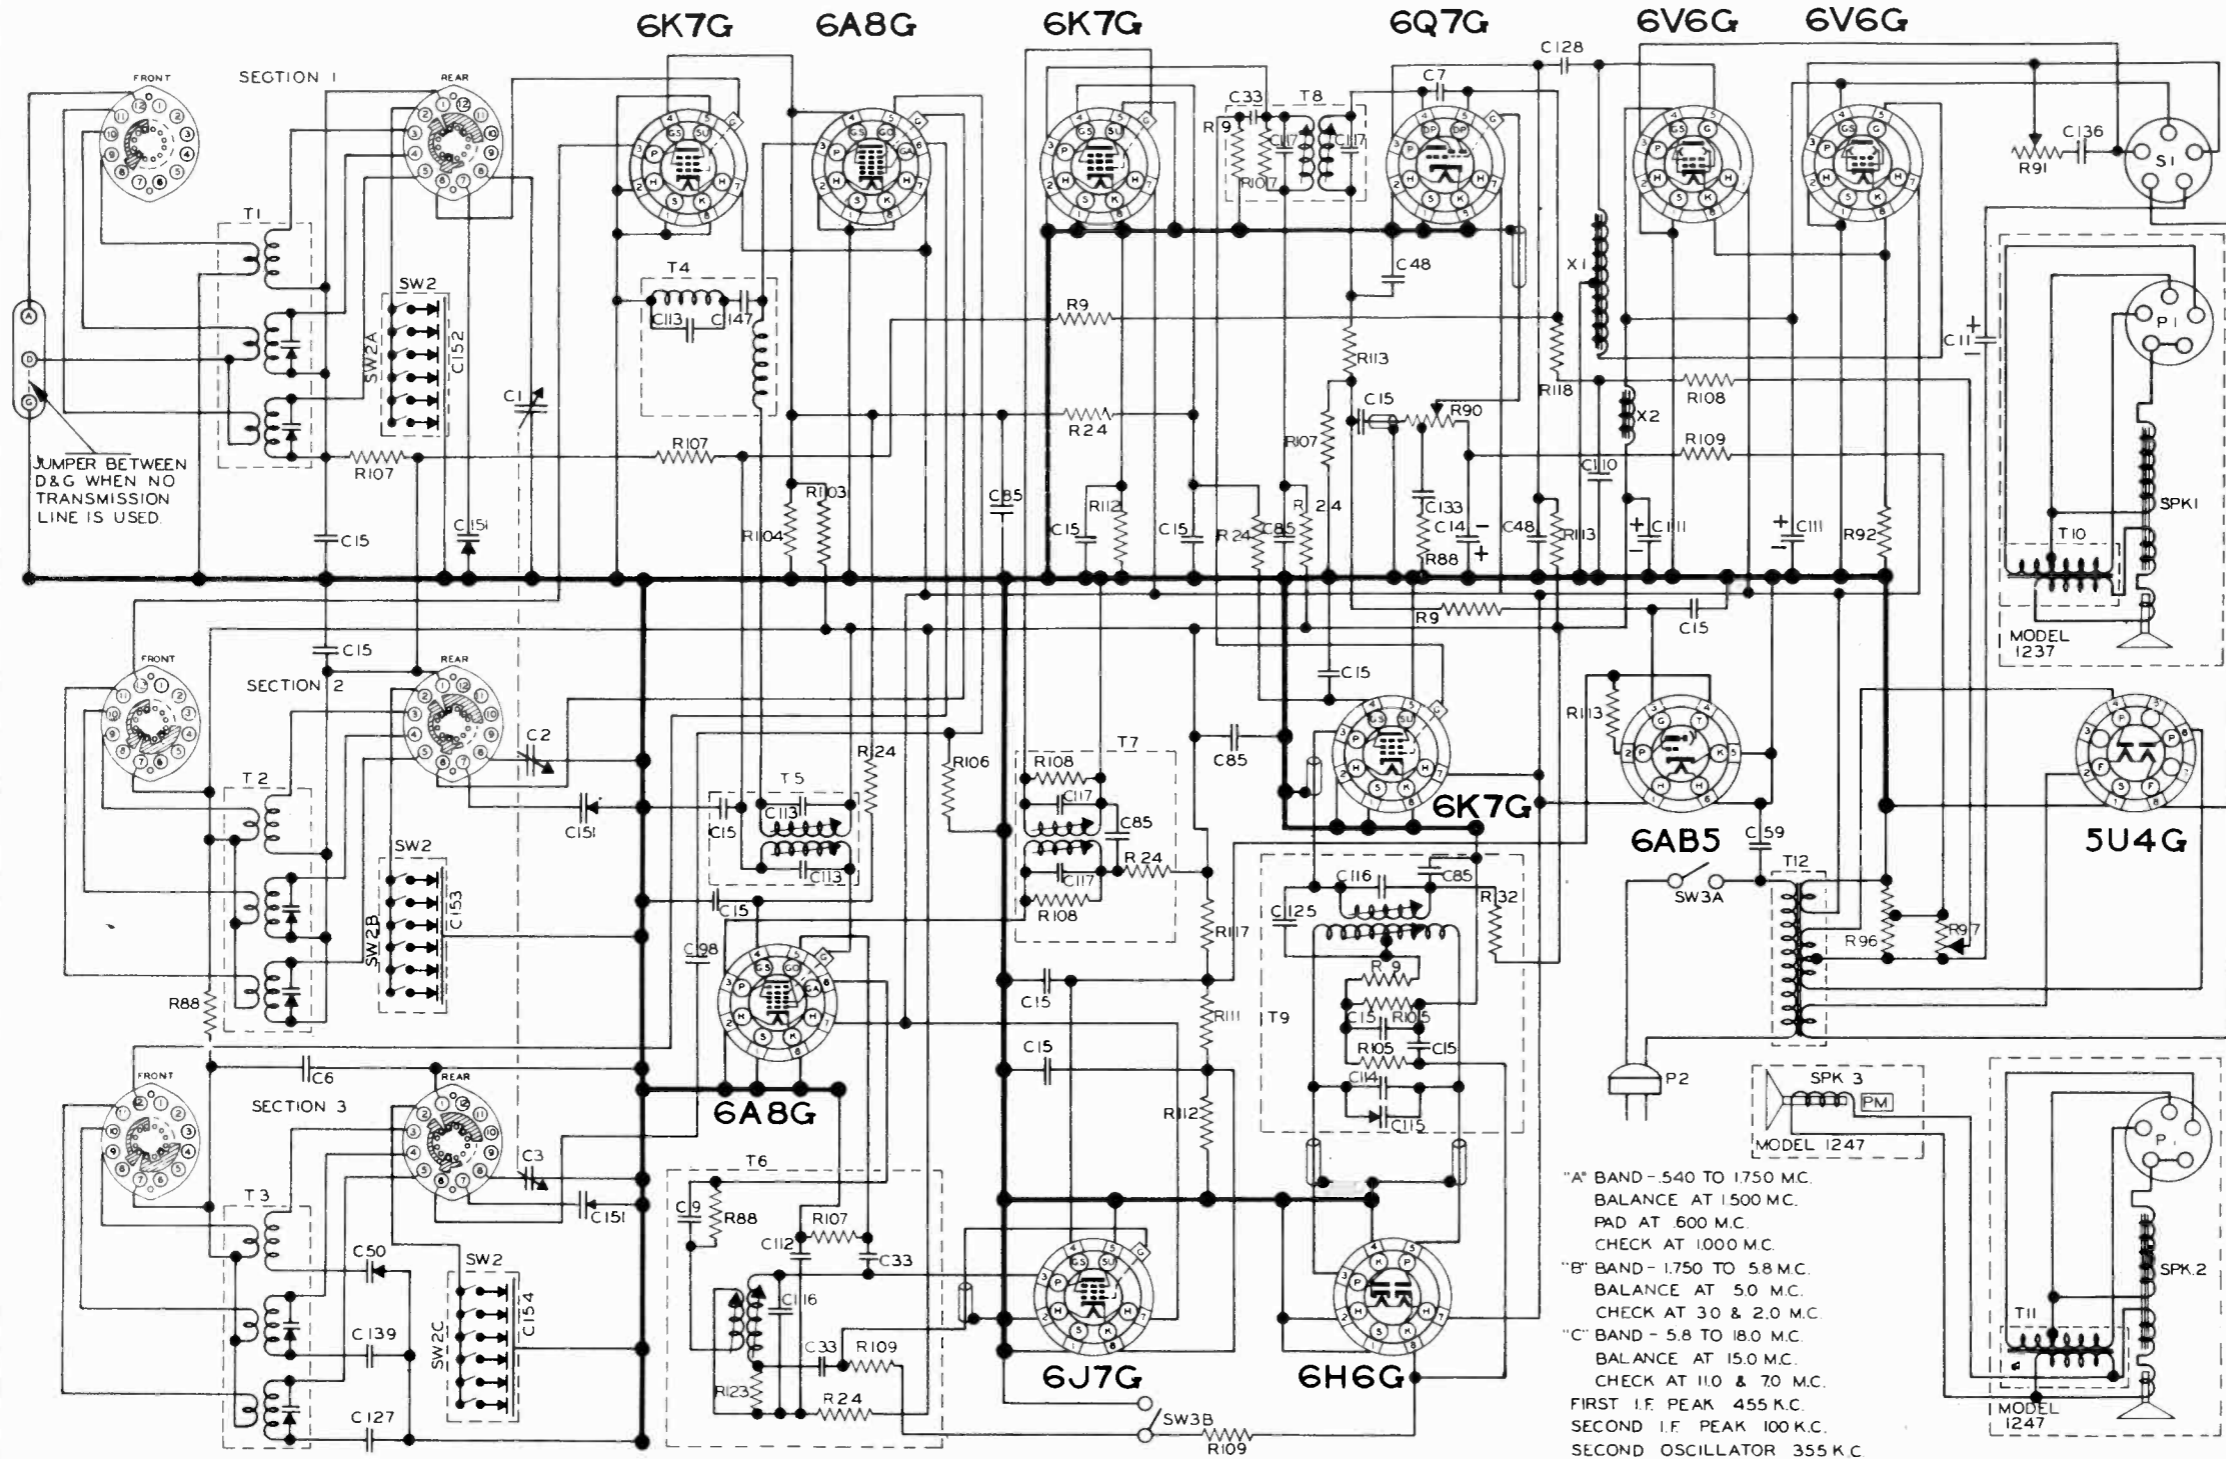 6K7G
6A8G
6K7G
6Q7G
6V6G
6V6G
C128
FRONT
SECTION 1
REAR
C33
T8
C7
R19
C117
C117
R107
C136
R91
S1
T1
T4
C113
C147
C48
X1
R9
SW2
SW2A
C152
C1
A
D
G
R113
R118
C11
P1
R108
X2
C15
R90
R24
R107
R109
C110
SPK1
JUMPER BETWEEN
D&G WHEN NO
TRANSMISSION
LINE IS USED.
R107
R107
R103
C85
R104
C151
C15
C15
R112
C15
R24
C85
R24
C133
C14
R88
C48
R113
C111
C111
R92
T10
R9
C15
MODEL
1237
C15
FRONT
SECTION 2
REAR
C2
T2
C151
SW2
SW2B
C153
R88
R24
R106
T5
C113
C15
C113
C15
C198
T7
R108
C117
C85
C117
R24
R108
C85
C15
6K7G
R113
6AB5
C59
SW3A
T12
5U4G
R96
R97
R117
C15
R111
C15
R112
C116
C85
C125
R132
R19
T9
C15
R105
R105
C15
C114
C115
6A8G
C6
FRONT
SECTION 3
REAR
T3
C3
C151
C50
SW2
SW2C
C154
C139
C127
T6
C19
R88
R107
C112
C33
C116
C33
R109
R123
R24
6J7G
6H6G
SW3B
R109
P2
SPK 3
PM
MODEL 1247
SPK.2
T11
MODEL
1247
"A" BAND - .540 TO 1.750 M.C.
BALANCE AT 1.500 M.C.
PAD AT .600 M.C.
CHECK AT 1.000 M.C.
"B" BAND - 1.750 TO 5.8 M.C.
BALANCE AT 5.0 M.C.
CHECK AT 3.0 & 2.0 M.C.
"C" BAND - 5.8 TO 18.0 M.C.
BALANCE AT 15.0 M.C.
CHECK AT 11.0 & 7.0 M.C.
FIRST I.F. PEAK 455 K.C.
SECOND I.F. PEAK 100 K.C.
SECOND OSCILLATOR 355 K.C.